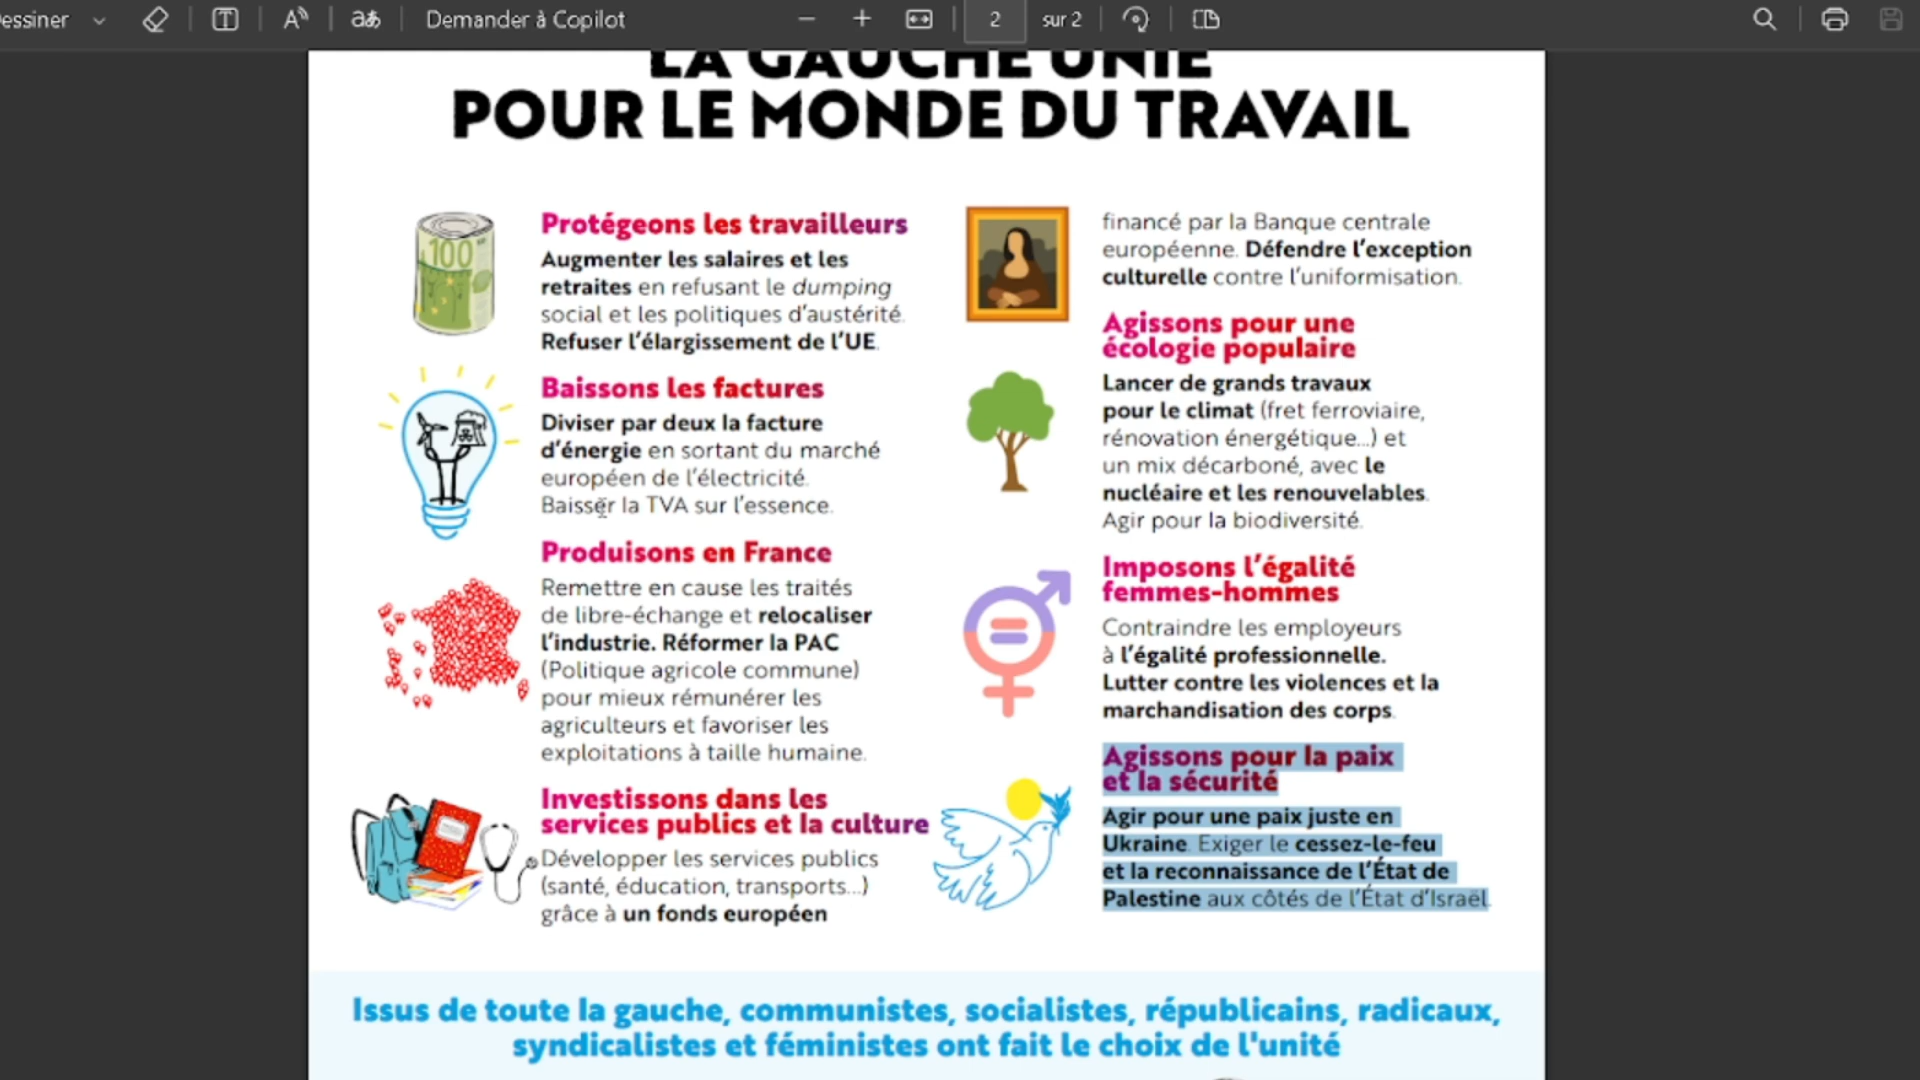 essiner
A
aあ
Demander à Copilot
2
sur 2
LA GAUCHE UNIE
POUR LE MONDE DU TRAVAIL
100
Protégeons les travailleurs
Augmenter les salaires et les
retraites en refusant le dumping
social et les politiques d'austérité.
Refuser l'élargissement de l'UE.
Baissons les factures
Diviser par deux la facture
d'énergie en sortant du marché
européen de l'électricité.
Baisser la TVA sur l'essence.
Produisons en France
Remettre en cause les traités
de libre-échange et relocaliser
l'industrie. Réformer la PAC
(Politique agricole commune)
pour mieux rémunérer les
agriculteurs et favoriser les
exploitations à taille humaine.
Investissons dans les
services publics et la culture
Développer les services publics
(santé, éducation, transports...)
grâce à un fonds européen
financé par la Banque centrale
européenne. Défendre l'exception
culturelle contre l'uniformisation.
Agissons pour une
écologie populaire
Lancer de grands travaux
pour le climat (fret ferroviaire,
rénovation énergétique...) et
un mix décarboné, avec le
nucléaire et les renouvelables.
Agir pour la biodiversité.
Imposons l'égalité
femmes-hommes
Contraindre les employeurs
à l'égalité professionnelle.
Lutter contre les violences et la
marchandisation des corps.
Agissons pour la paix
et la sécurité
Agir pour une paix juste en
Ukraine. Exiger le cessez-le-feu
et la reconnaissance de l'État de
Palestine aux côtés de l'État d'Israël.
Issus de toute la gauche, communistes, socialistes, républicains, radicaux,
syndicalistes et féministes ont fait le choix de l'unité